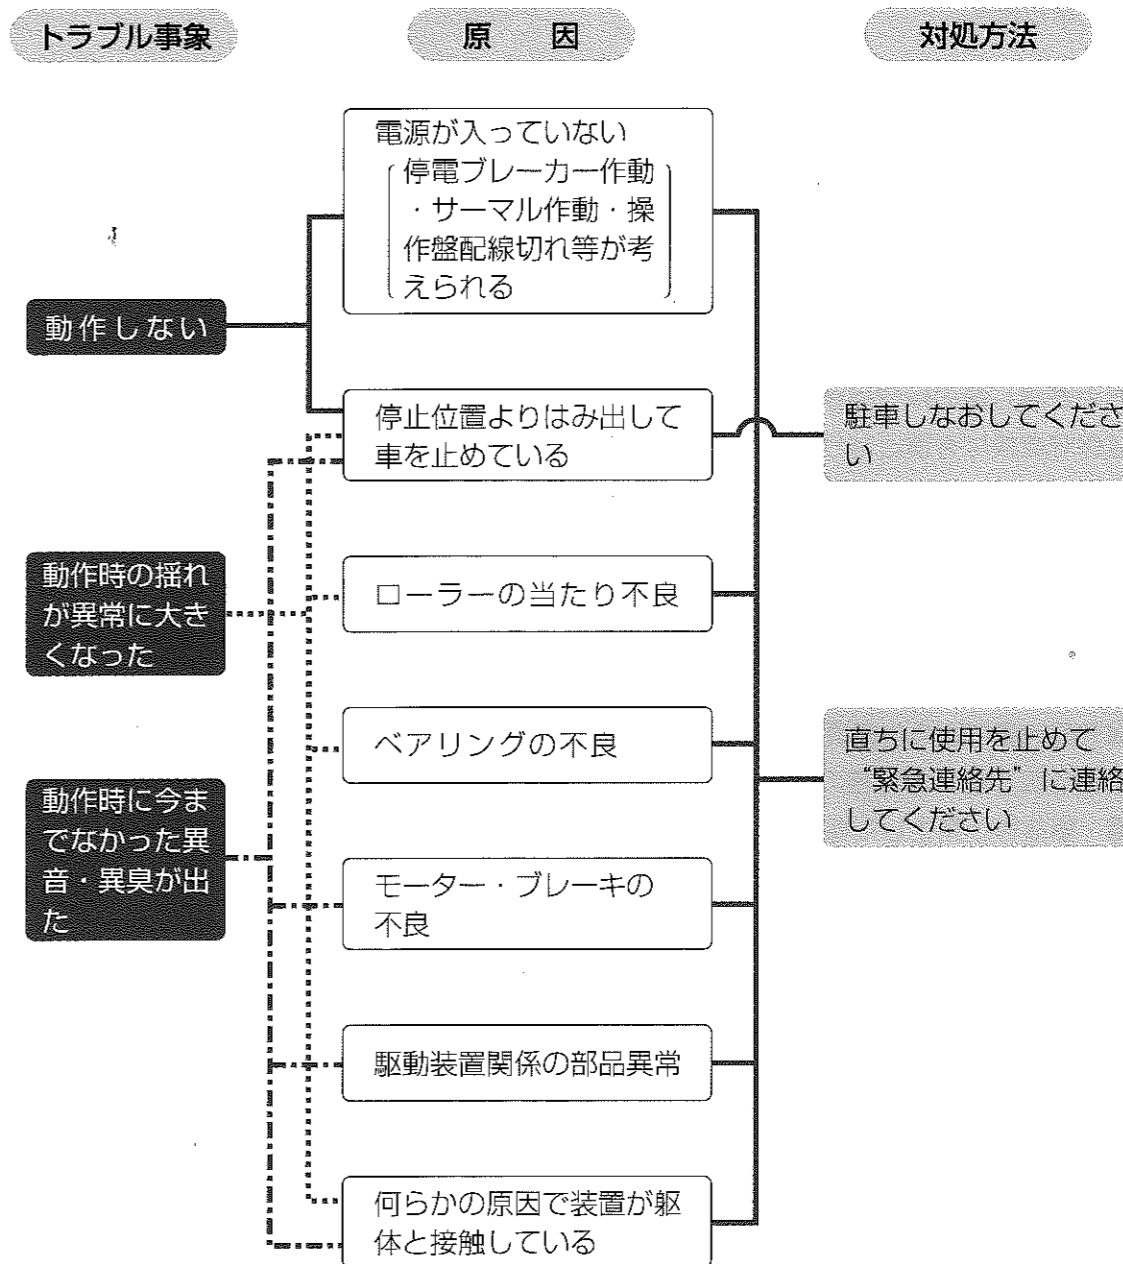 トラブル事象
原　因
対処方法
電源が入っていない
停電ブレーカー作動
・サーマル作動・操
作盤配線切れ等が考
えられる
動作しない
停止位置よりはみ出して
車を止めている
駐車しなおしてくださ
い
動作時の揺れ
が異常に大き
くなった
ローラーの当たり不良
ベアリングの不良
直ちに使用を止めて
“緊急連絡先”に連絡
してください
動作時に今ま
でなかった異
音・異臭が出
た
モーター・ブレーキの
不良
駆動装置関係の部品異常
何らかの原因で装置が躯
体と接触している